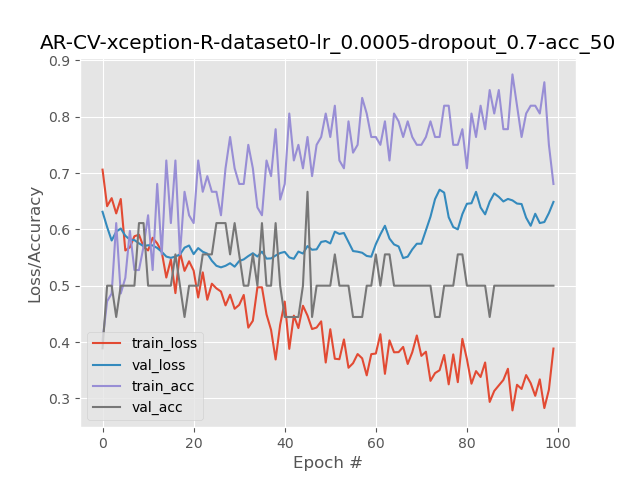 AR-CV-xception-R-dataset0-lr_0.0005-dropout_0.7-acc_50
0.9
0.8
0.7
0.6
0.5
0.4
0.3
Loss/Accuracy
train_loss
val_loss
train_acc
val_acc
0 20 40 60 80 100
Epoch #